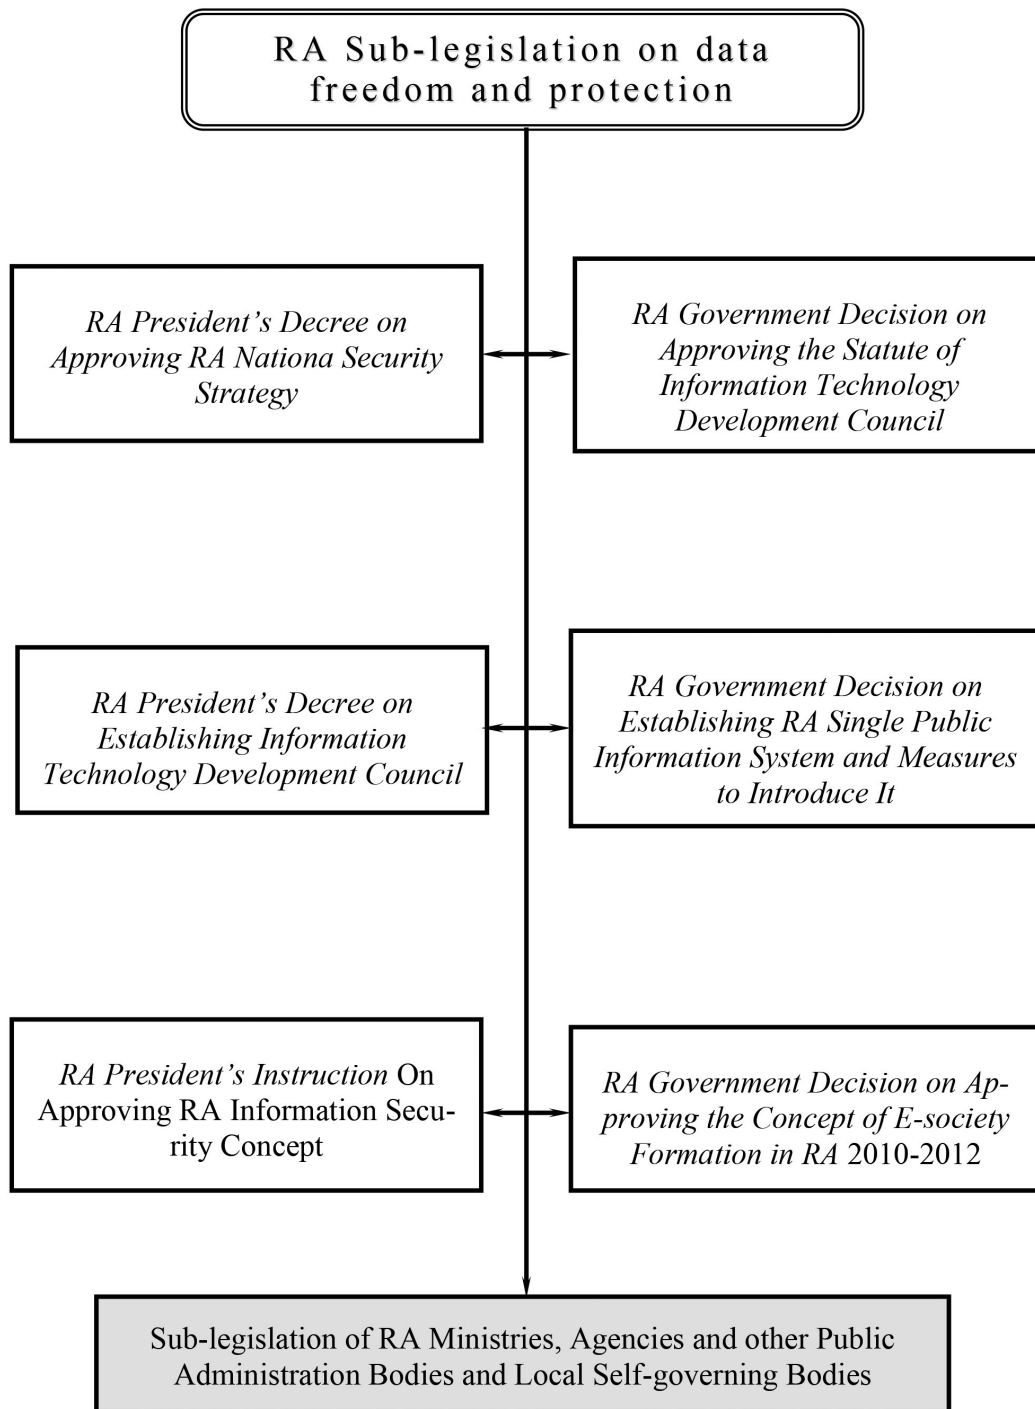 RA Sub-legislation on data
freedom and protection
RA President’s Decree on
Approving RA Nationa Security
Strategy
RA Government Decision on
Approving the Statute of
Information Technology
Development Council
RA President’s Decree on
Establishing Information
Technology Development Council
RA Government Decision on
Establishing RA Single Public
Information System and Measures
to Introduce It
RA President’s Instruction On
Approving RA Information Secu-
rity Concept
RA Government Decision on Ap-
proving the Concept of E-society
Formation in RA 2010-2012
Sub-legislation of RA Ministries, Agencies and other Public
Administration Bodies and Local Self-governing Bodies